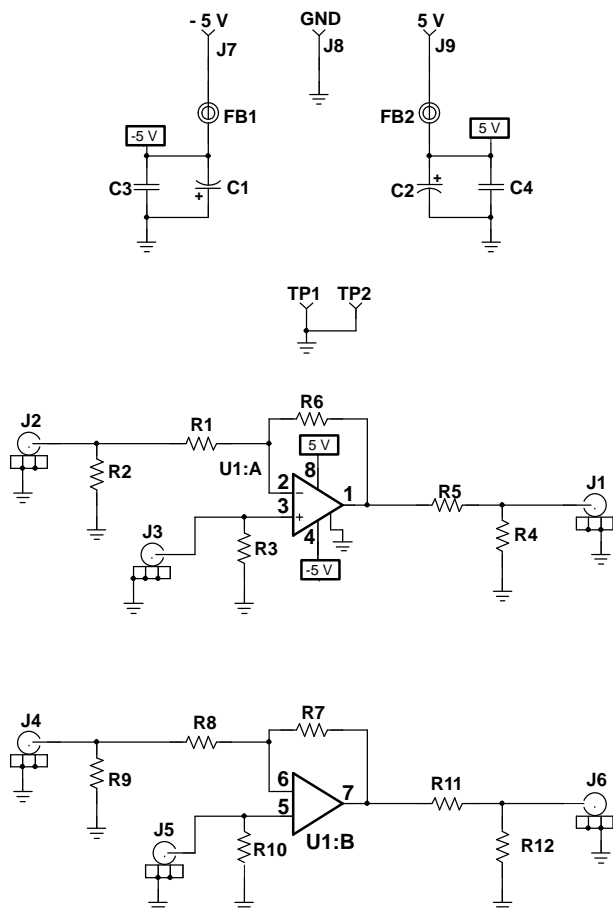 - 5 V
GND
5 V
J7
J8
J9
FB1
FB2
-5 V
5 V
C3
+
C1
C2
+
C4
TP1
TP2
J2
R1
R6
5 V
U1:A
8
R2
2
−
1
R5
J1
3
+
J3
R3
4
R4
-5 V
J4
R8
R7
R9
6
7
R11
J6
5
J5
R10
U1:B
R12